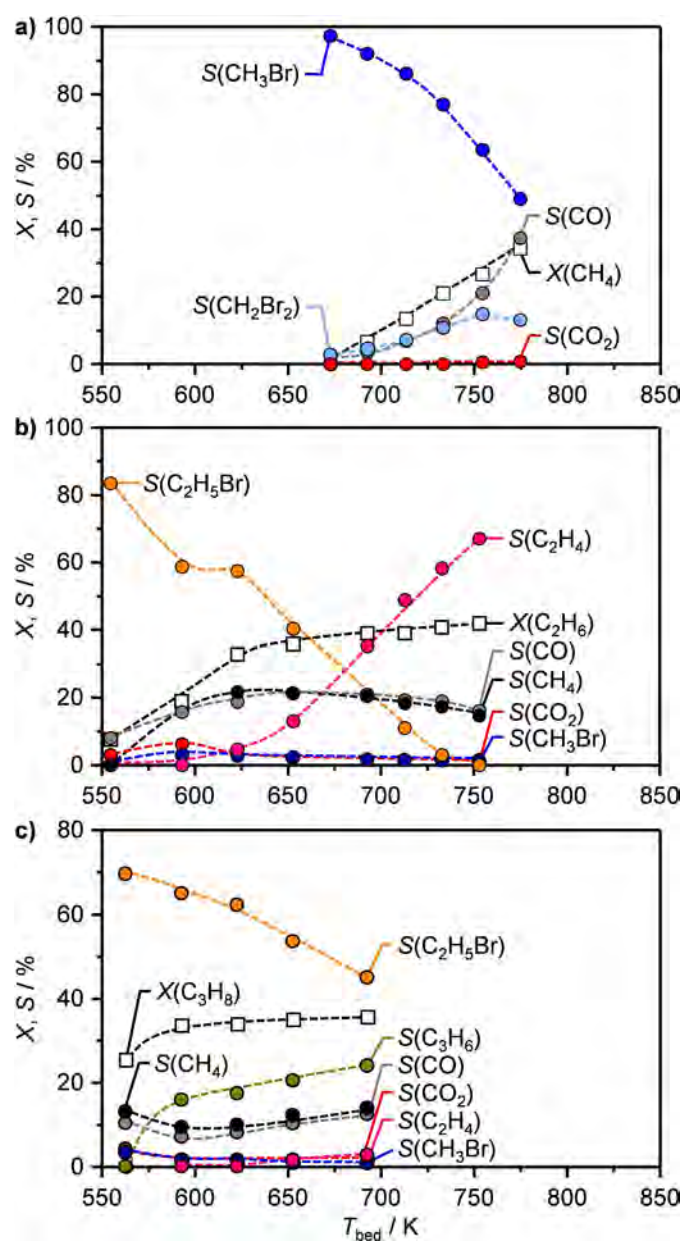 a)
100
80
60
40
20
0
X, S / %
S(CH₃Br)
S(CO)
X(CH₄)
S(CH₂Br₂)
S(CO₂)
550 600 650 700 750 800 850
b)
100
80
60
40
20
0
X, S / %
S(C₂H₅Br)
S(C₂H₄)
X(C₂H₆)
S(CO)
S(CH₄)
S(CO₂)
S(CH₃Br)
550 600 650 700 750 800 850
c)
80
60
40
20
0
X, S / %
S(C₂H₅Br)
X(C₃H₈)
S(C₃H₆)
S(CH₄)
S(CO)
S(CO₂)
S(C₂H₄)
S(CH₃Br)
550 600 650 700 750 800 850
T_bed / K